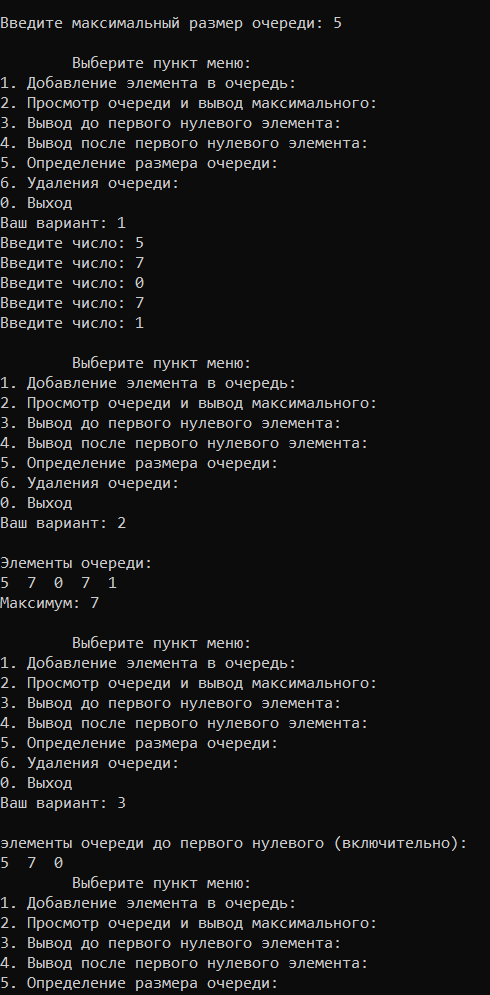 Введите максимальный размер очереди: 5
Выберите пункт меню:
1. Добавление элемента в очередь:
2. Просмотр очереди и вывод максимального:
3. Вывод до первого нулевого элемента:
4. Вывод после первого нулевого элемента:
5. Определение размера очереди:
6. Удаления очереди:
0. Выход
Ваш вариант: 1
Введите число: 5
Введите число: 7
Введите число: 0
Введите число: 7
Введите число: 1
Выберите пункт меню:
1. Добавление элемента в очередь:
2. Просмотр очереди и вывод максимального:
3. Вывод до первого нулевого элемента:
4. Вывод после первого нулевого элемента:
5. Определение размера очереди:
6. Удаления очереди:
0. Выход
Ваш вариант: 2
Элементы очереди:
5  7  0  7  1
Максимум: 7
Выберите пункт меню:
1. Добавление элемента в очередь:
2. Просмотр очереди и вывод максимального:
3. Вывод до первого нулевого элемента:
4. Вывод после первого нулевого элемента:
5. Определение размера очереди:
6. Удаления очереди:
0. Выход
Ваш вариант: 3
элементы очереди до первого нулевого (включительно):
5  7  0
Выберите пункт меню:
1. Добавление элемента в очередь:
2. Просмотр очереди и вывод максимального:
3. Вывод до первого нулевого элемента:
4. Вывод после первого нулевого элемента:
5. Определение размера очереди: